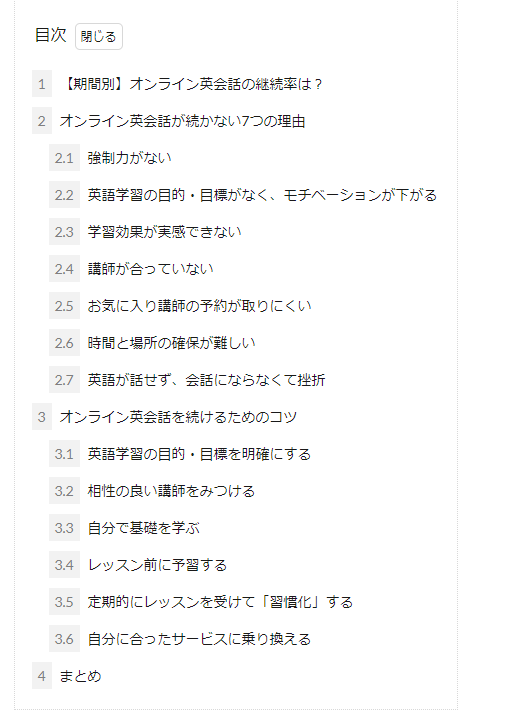 目次 閉じる
1 【期間別】オンライン英会話の継続率は？
2 オンライン英会話が続かない7つの理由
2.1 強制力がない
2.2 英語学習の目的・目標がなく、モチベーションが下がる
2.3 学習効果が実感できない
2.4 講師が合っていない
2.5 お気に入り講師の予約が取りにくい
2.6 時間と場所の確保が難しい
2.7 英語が話せず、会話にならなくて挫折
3 オンライン英会話を続けるためのコツ
3.1 英語学習の目的・目標を明確にする
3.2 相性の良い講師をみつける
3.3 自分で基礎を学ぶ
3.4 レッスン前に予習する
3.5 定期的にレッスンを受けて「習慣化」する
3.6 自分に合ったサービスに乗り換える
4 まとめ